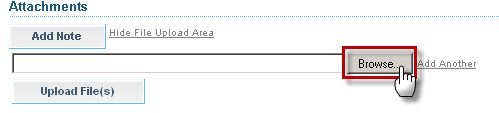 Attachments
Add Note Hide File Upload Area
Browse... Add Another
Upload File(s)